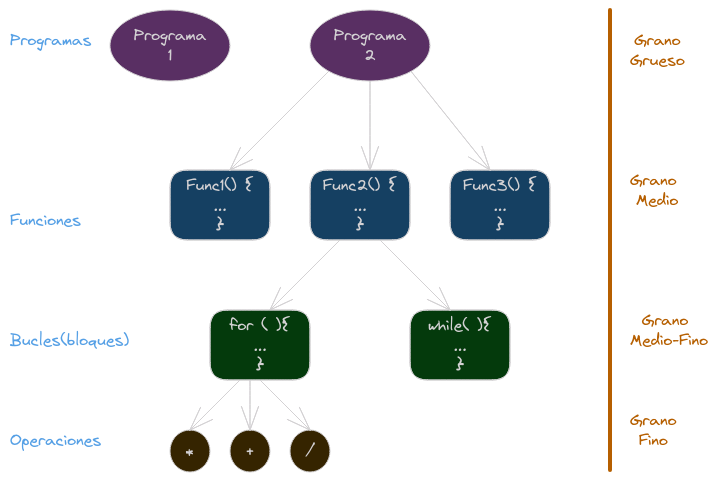 Programas
Programa
1
Programa
2
Grano
Grueso
Funciones
Func1() {
...
}
Func2() {
...
}
Func3() {
...
}
Grano
Medio
Bucles(bloques)
for ( ){
...
}
while( ){
...
}
Grano
Medio-Fino
Operaciones
*
+
/
Grano
Fino